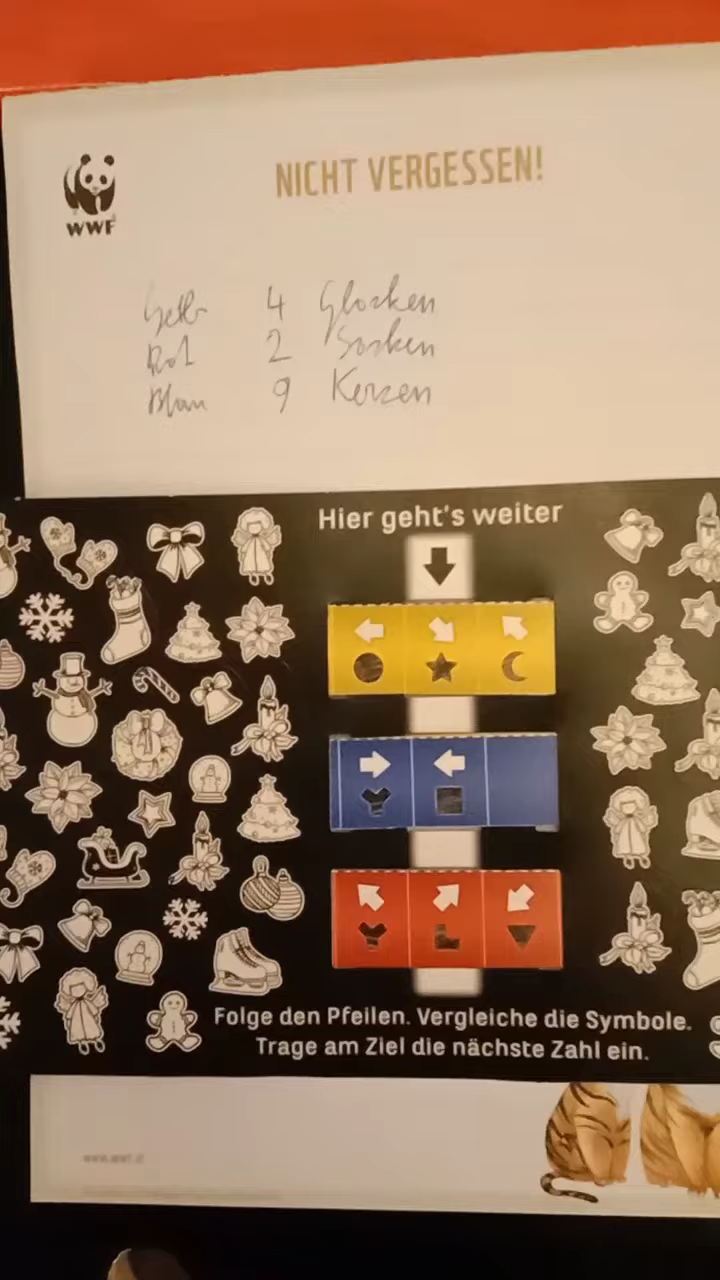 WWF
NICHT VERGESSEN!
Gelb 4 Glocken
Rot 2 Socken
Blau 9 Kerzen
Hier geht's weiter
Folge den Pfeilen. Vergleiche die Symbole.
Trage am Ziel die nächste Zahl ein.